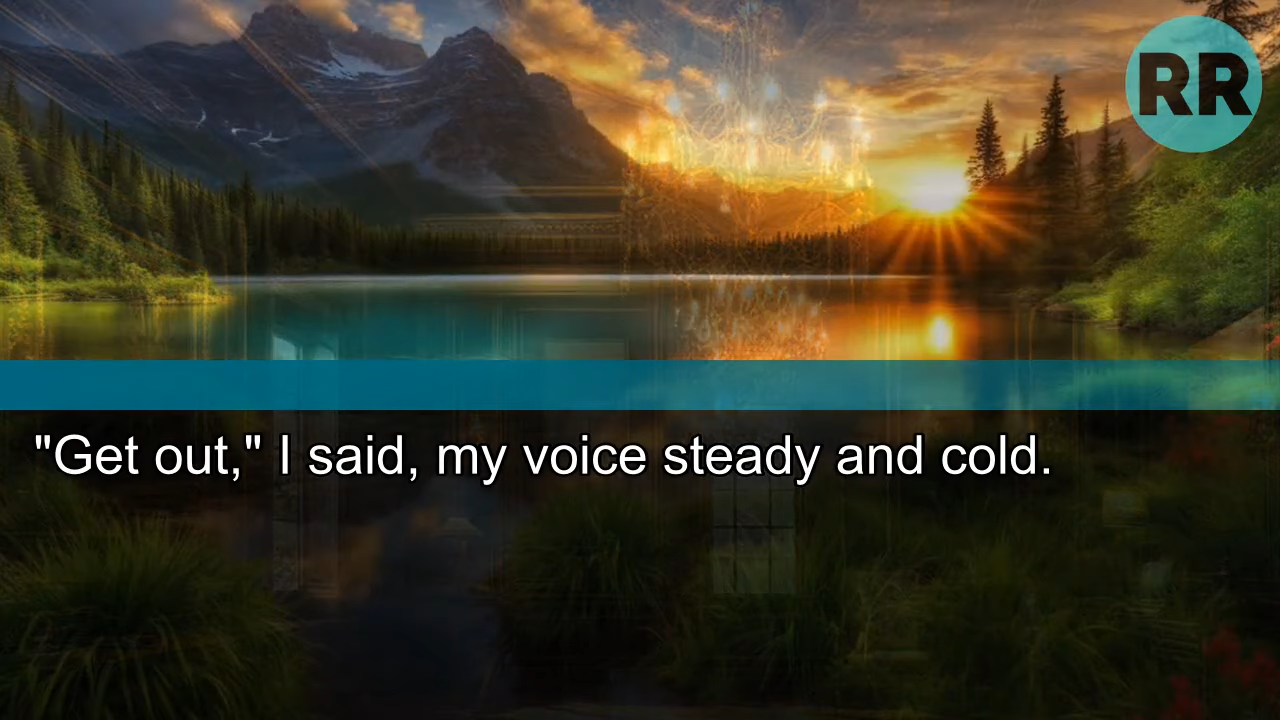 RR
"Get out," I said, my voice steady and cold.